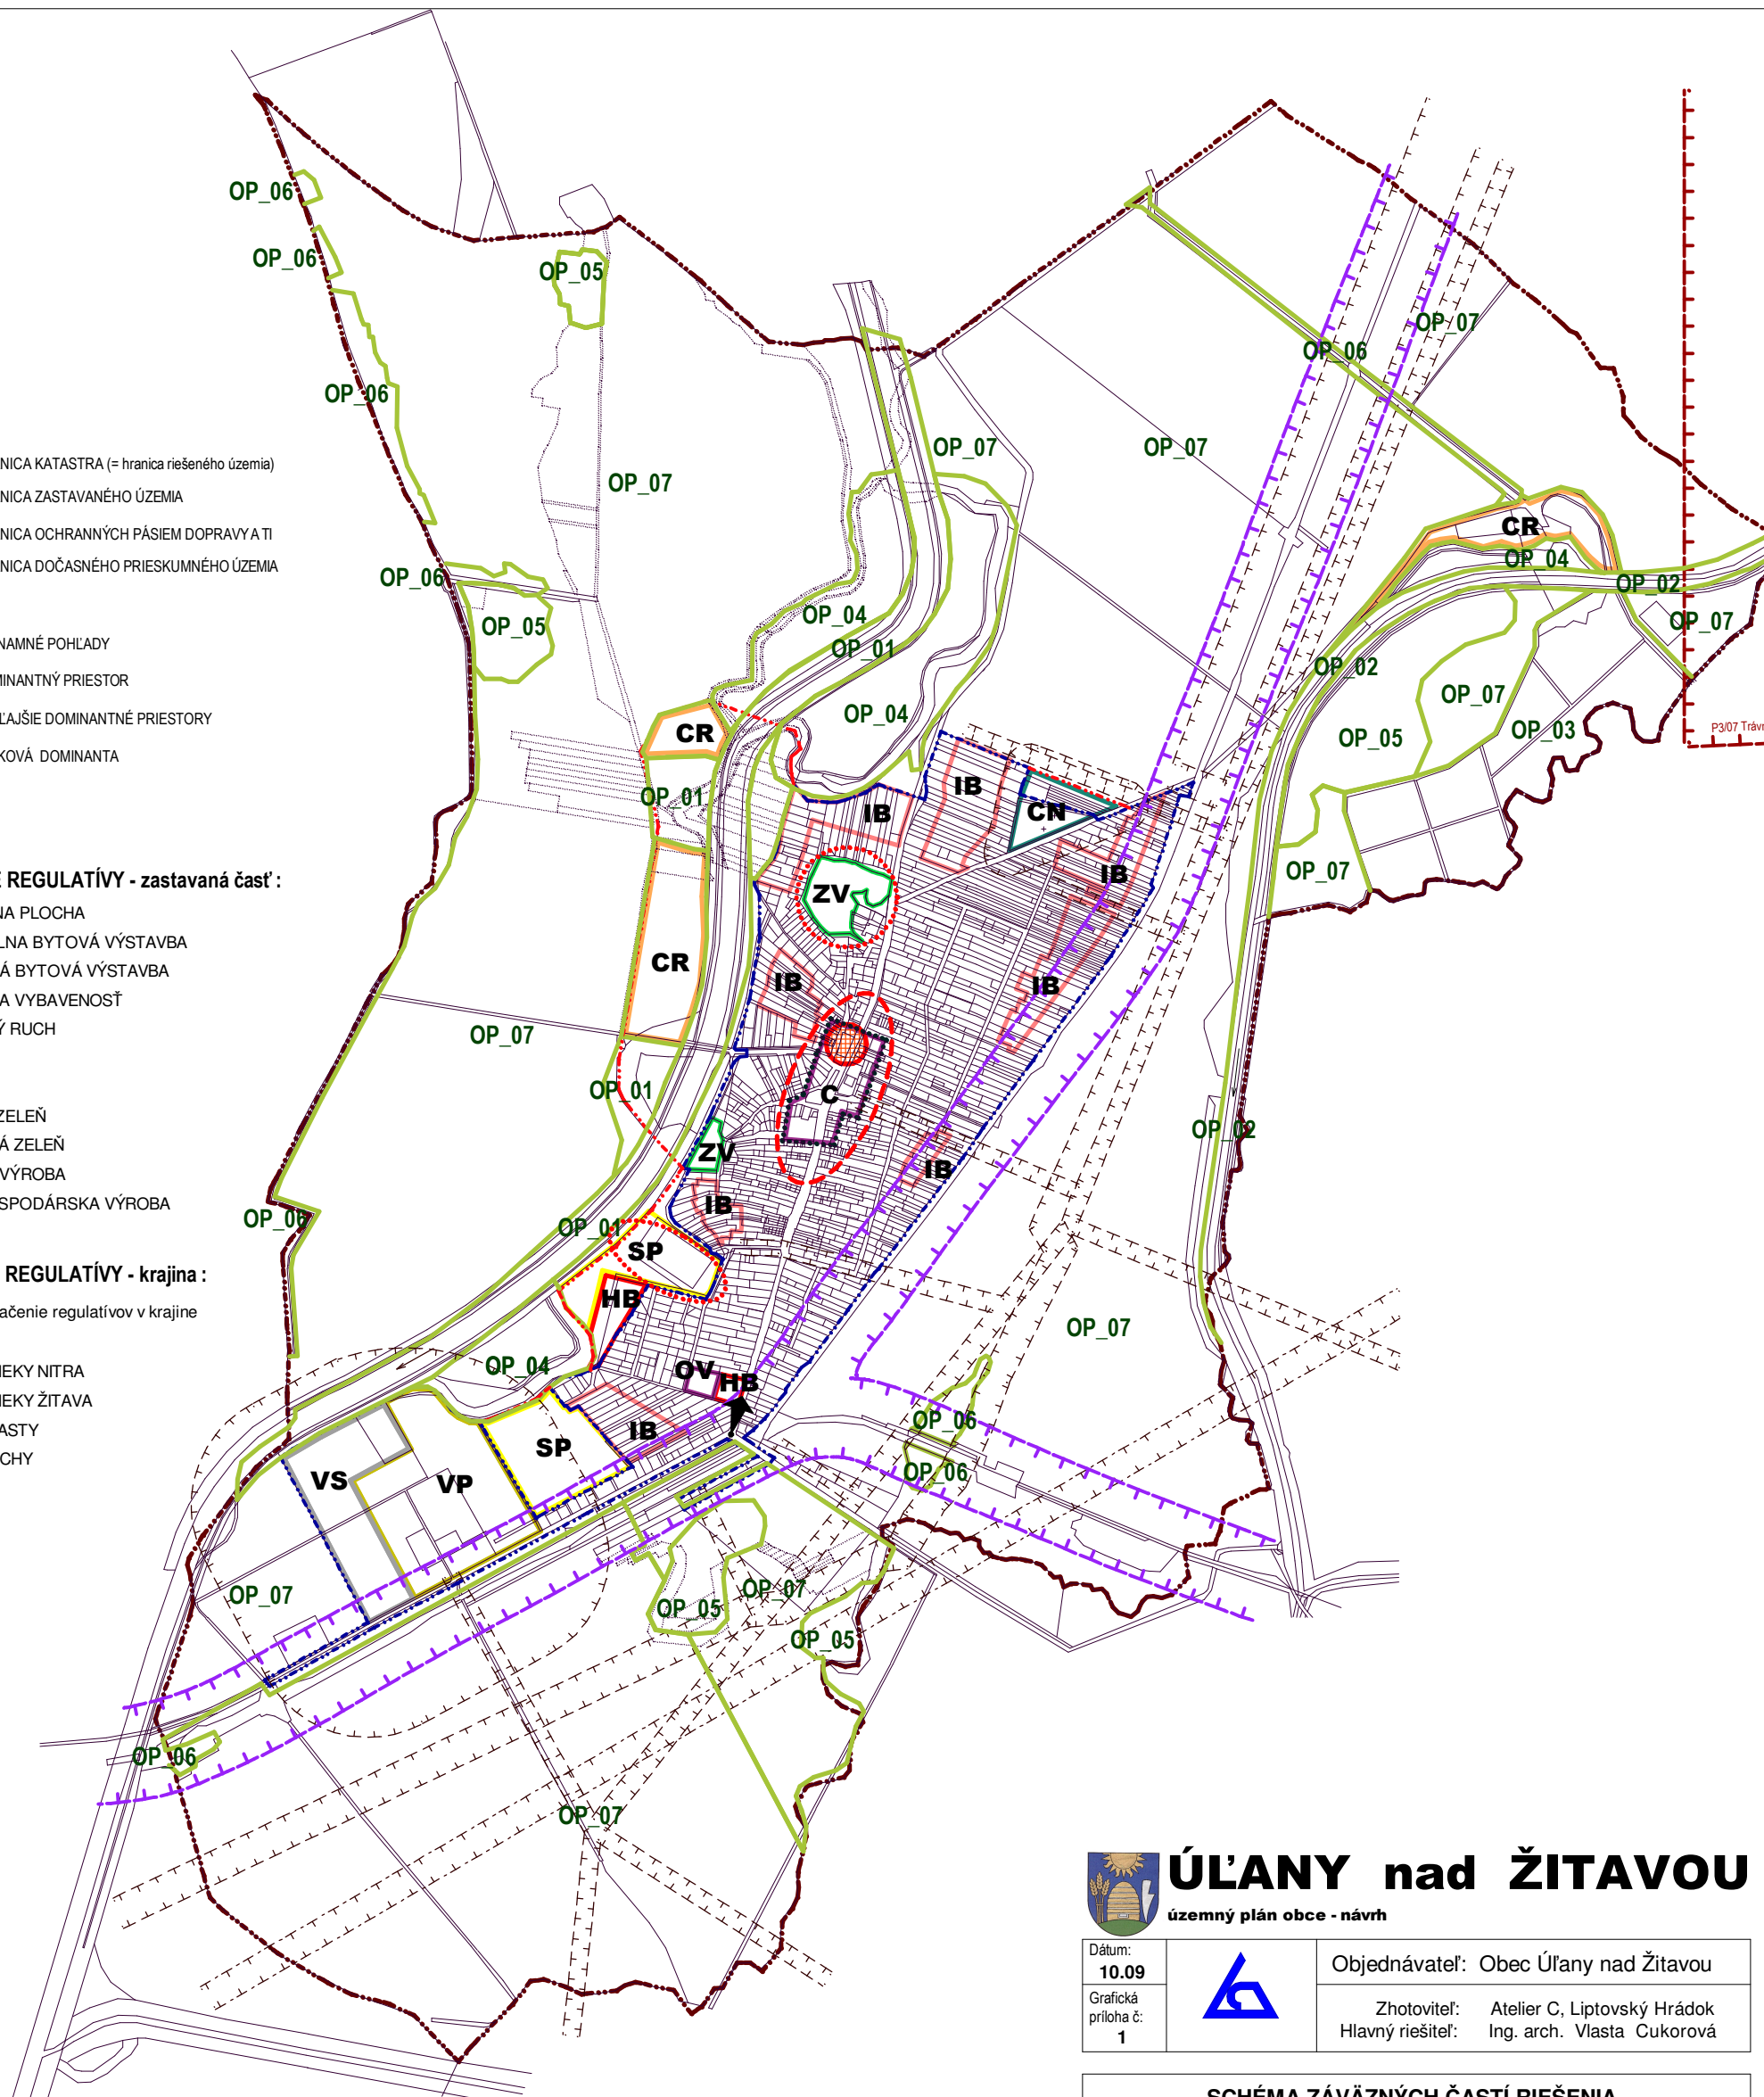 OP_06
OP_06
OP_05
OP_07
OP_06
OP_06
OP_07
OP_07
NICA KATASTRA (= hranica riešeného územia)
OP_07
NICA ZASTAVANÉHO ÚZEMIA
CR
NICA OCHRANNÝCH PÁSIEM DOPRAVY A TI
NICA DOČASNÉHO PRIESKUMNÉHO ÚZEMIA
OP_04
OP_06
OP_02
OP_04
OP_07
OP_05
NAMNÉ POHĽADY
OP_01
OP_02
MINANTNÝ PRIESTOR
OP_07
ĽAJŠIE DOMINANTNÉ PRIESTORY
OP_04
CR
OP_05
OP_03
P3/07 Trávn
KOVÁ DOMINANTA
IB
OP_01
IB
CN
E REGULATÍVY - zastavaná časť :
OP_07
IB
ZV
NA PLOCHA
LNA BYTOVÁ VÝSTAVBA
CR
Á BYTOVÁ VÝSTAVBA
IB
IB
A VYBAVENOSŤ
Ý RUCH
OP_07
OP_01
C
ZELEŇ
OP_02
Á ZELEŇ
ZV
VÝROBA
IB
SPODÁRSKA VÝROBA
IB
OP_06
OP_01
SP
REGULATÍVY - krajina :
HB
ačenie regulatívov v krajine
OP_07
OP_04
IEKY NITRA
OV
HB
IEKY ŽITAVA
OP_06
ASTY
IB
SP
CHY
OP_06
VS
VP
OP_07
OP_07
OP_05
OP_05
OP_06
OP_07
ÚĽANY nad ŽITAVOU
územný plán obce - návrh
Dátum:
10.09
Objednávateľ: Obec Úľany nad Žitavou
Grafická
príloha č:
1
Zhotoviteľ: Atelier C, Liptovský Hrádok
Hlavný riešiteľ: Ing. arch. Vlasta Cukorová
SCHÉMA ZÁVÄZNÝCH ČASTÍ RIEŠENIA